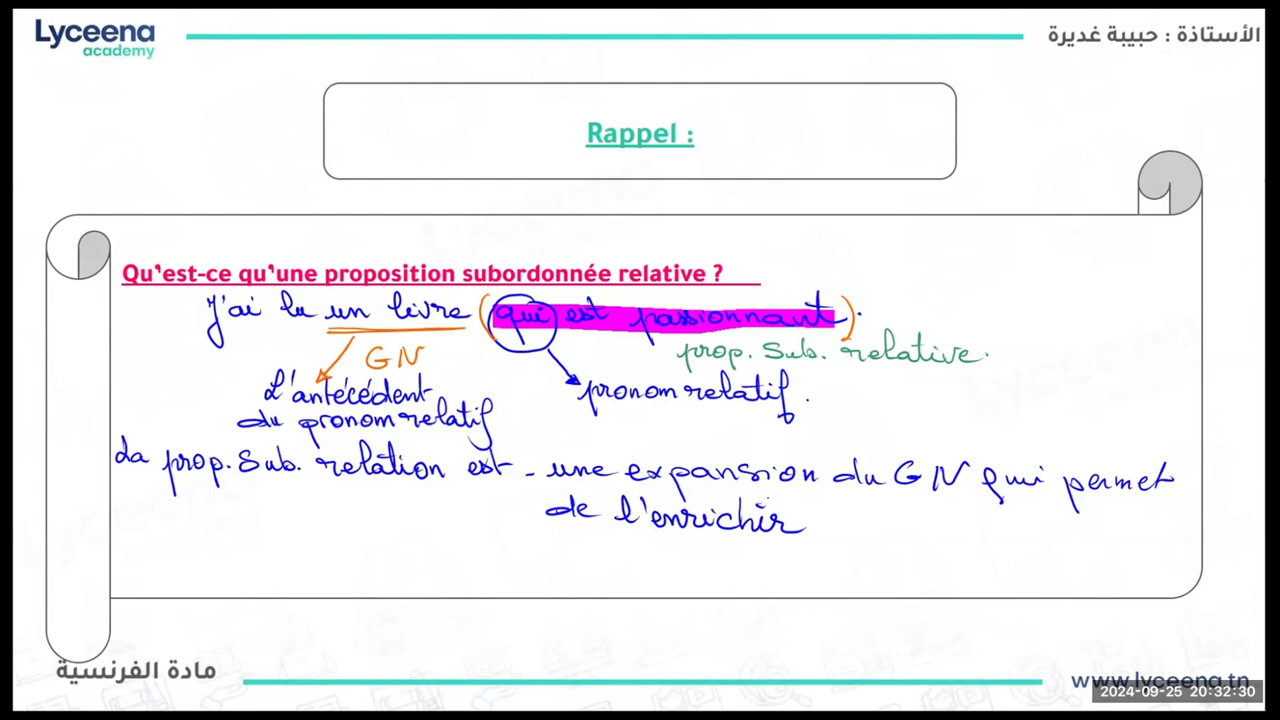 Lyceena
academy
الأستاذة : حبيبة غديرة
Rappel :
Qu'est-ce qu'une proposition subordonnée relative ?
J'ai lu un livre (qui est passionnant).
GN
prop. Sub. relative.
L'antécédent
du pronom relatif
pronom relatif.
La prop. Sub. relation est - une expansion du GN qui permet
de l'enrichir
مادة الفرنسية
www.lyceena.tn
2024-09-25 20:32:30